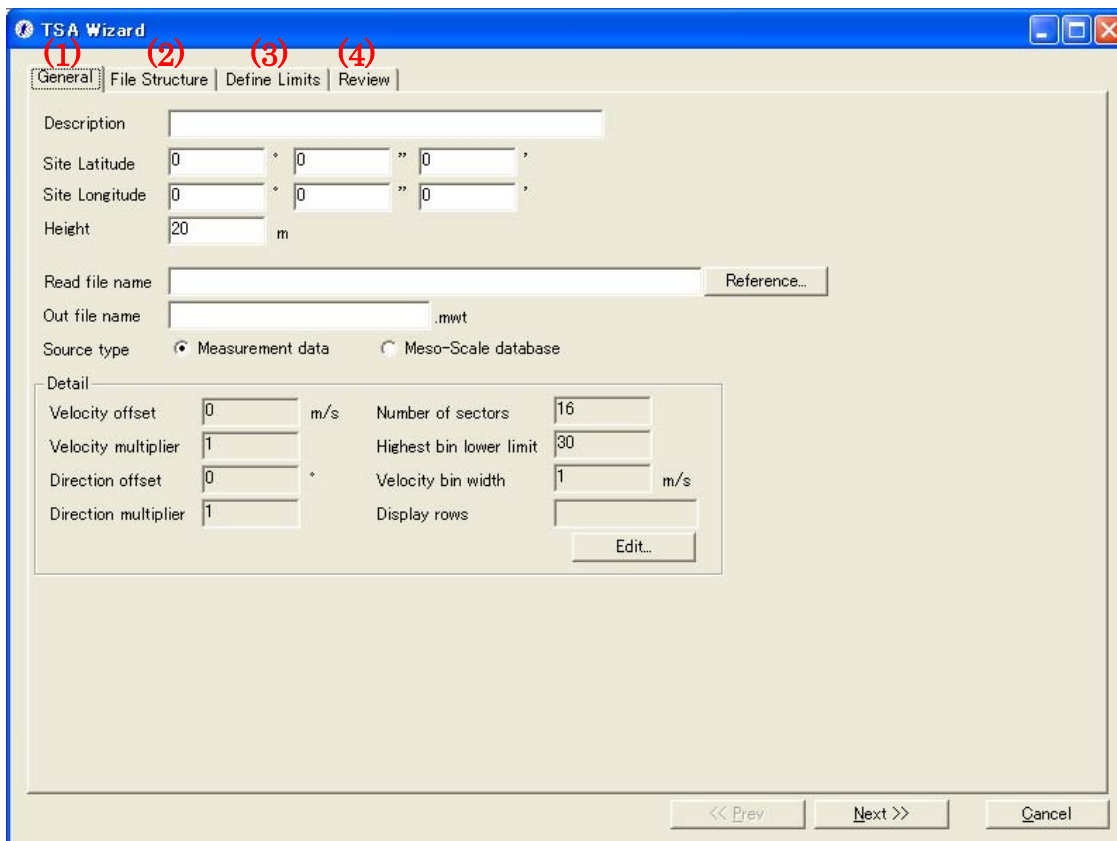 TSA Wizard
(1) (2) (3) (4)
General File Structure Define Limits Review
Description
Site Latitude 0 ° 0 " 0 '
Site Longitude 0 ° 0 " 0 '
Height 20 m
Read file name Reference...
Out file name .mwt
Source type Measurement data Meso-Scale database
Detail
Velocity offset 0 m/s Number of sectors 16
Velocity multiplier 1 Highest bin lower limit 30
Direction offset 0 ° Velocity bin width 1 m/s
Direction multiplier 1 Display rows
Edit...
<< Prev Next >> Cancel